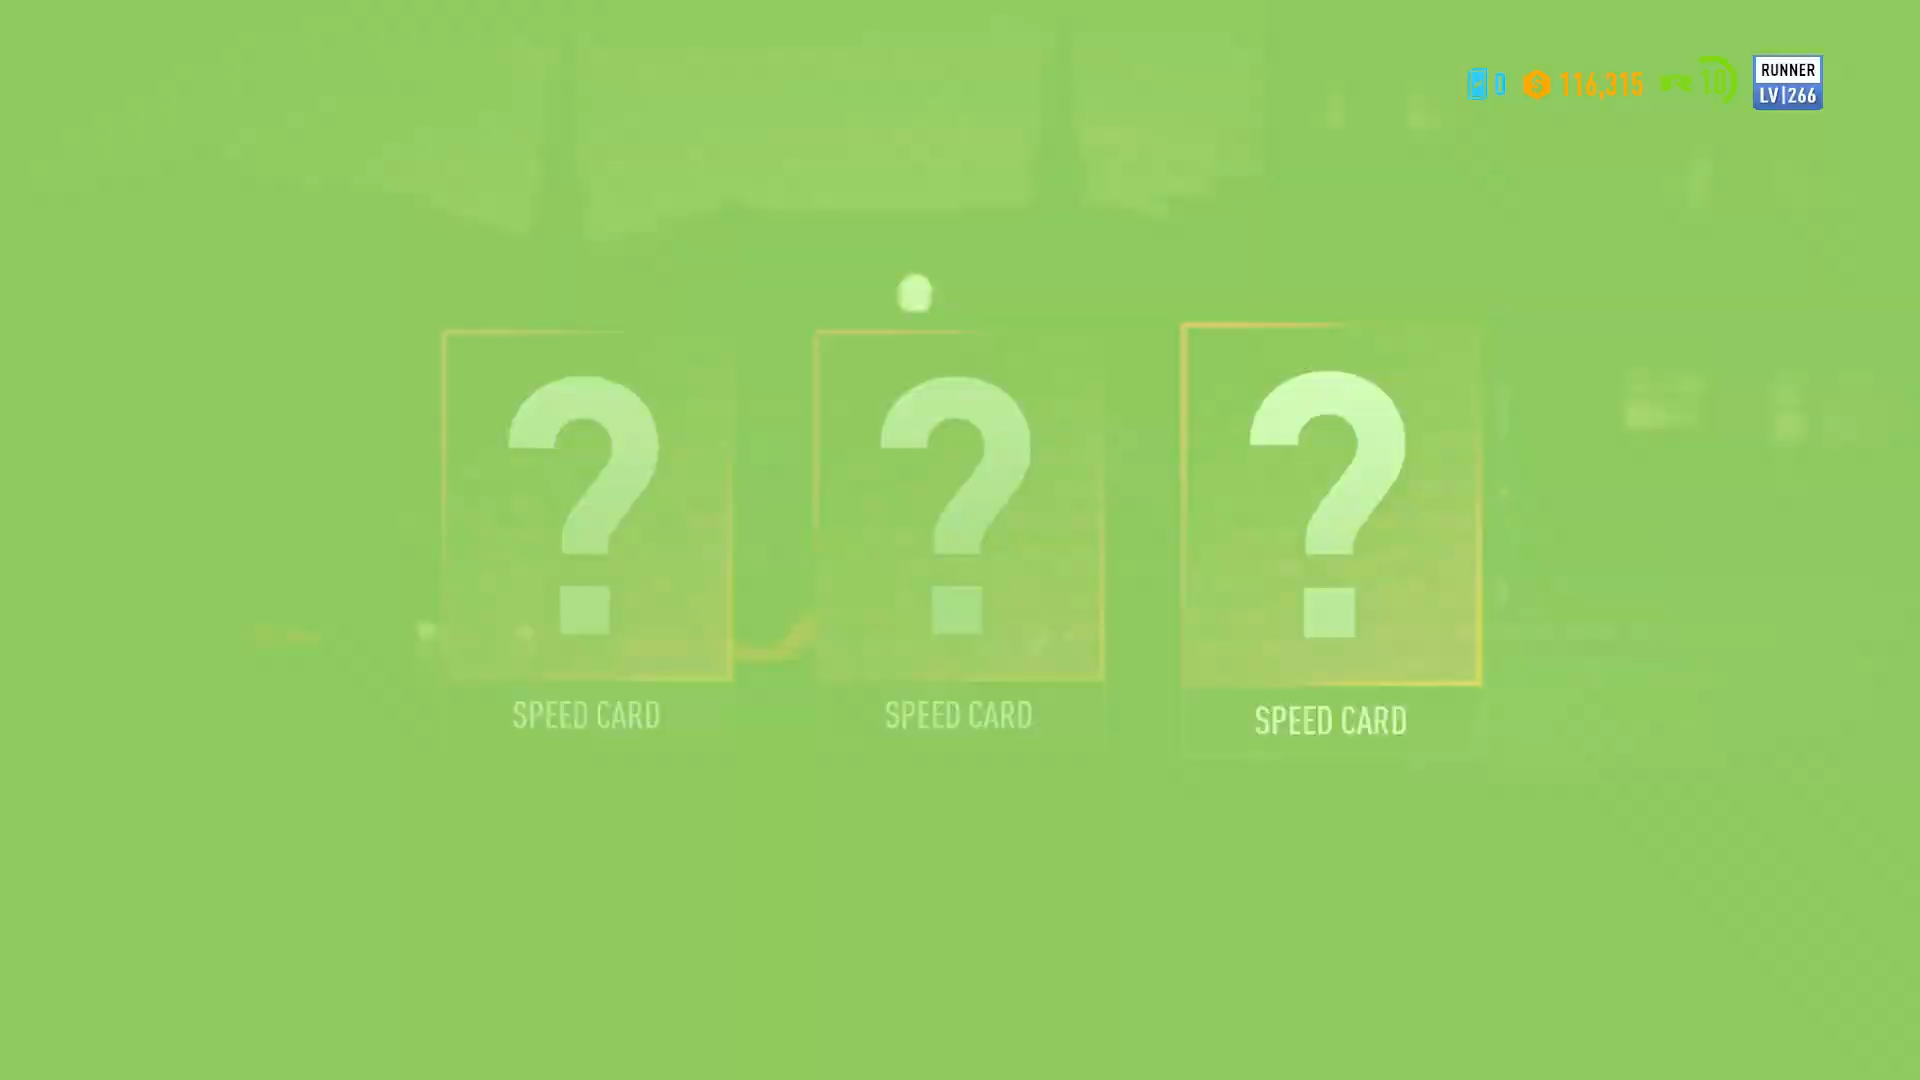 0 116,315 10 RUNNER
LV|266
? ? ?
SPEED CARD SPEED CARD SPEED CARD